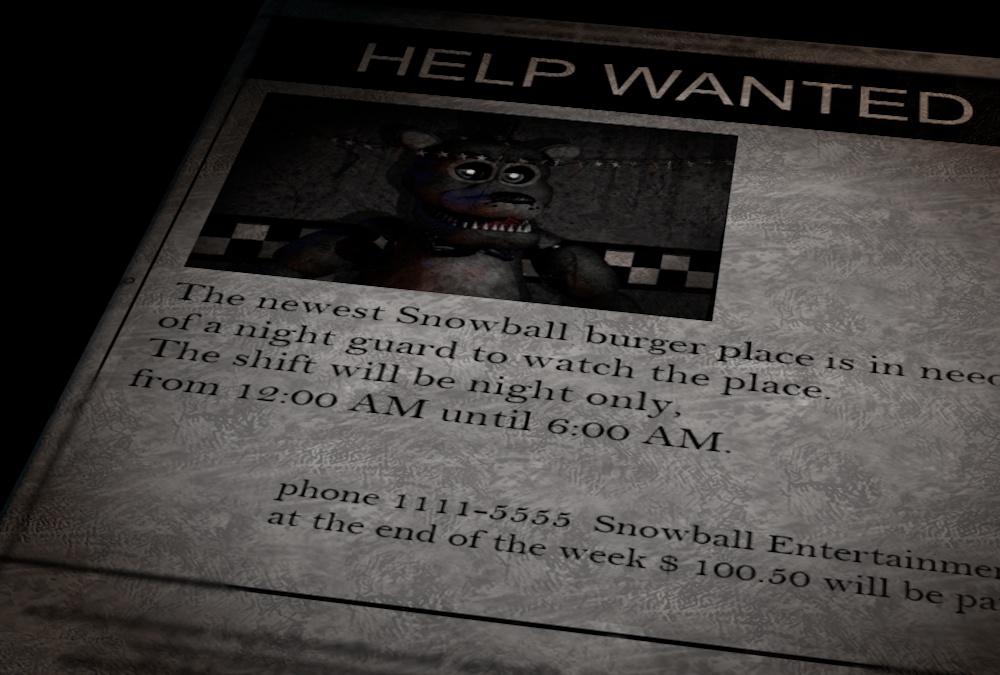 HELP WANTED
The newest Snowball burger place is in
of a night guard to watch the place.
The shift will be night only,
from 12:00 AM until 6:00 AM.
phone 1111-5555 Snowball
at the end of the week $ 100.50 will be